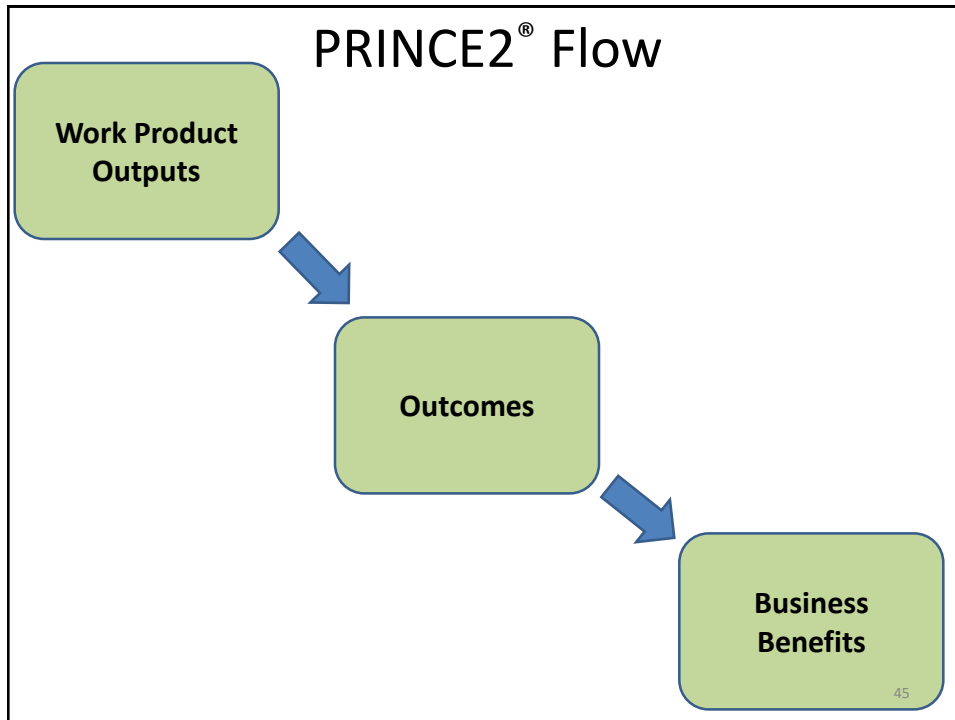 PRINCE2® Flow
Work Product
Outputs
Outcomes
Business
Benefits
45